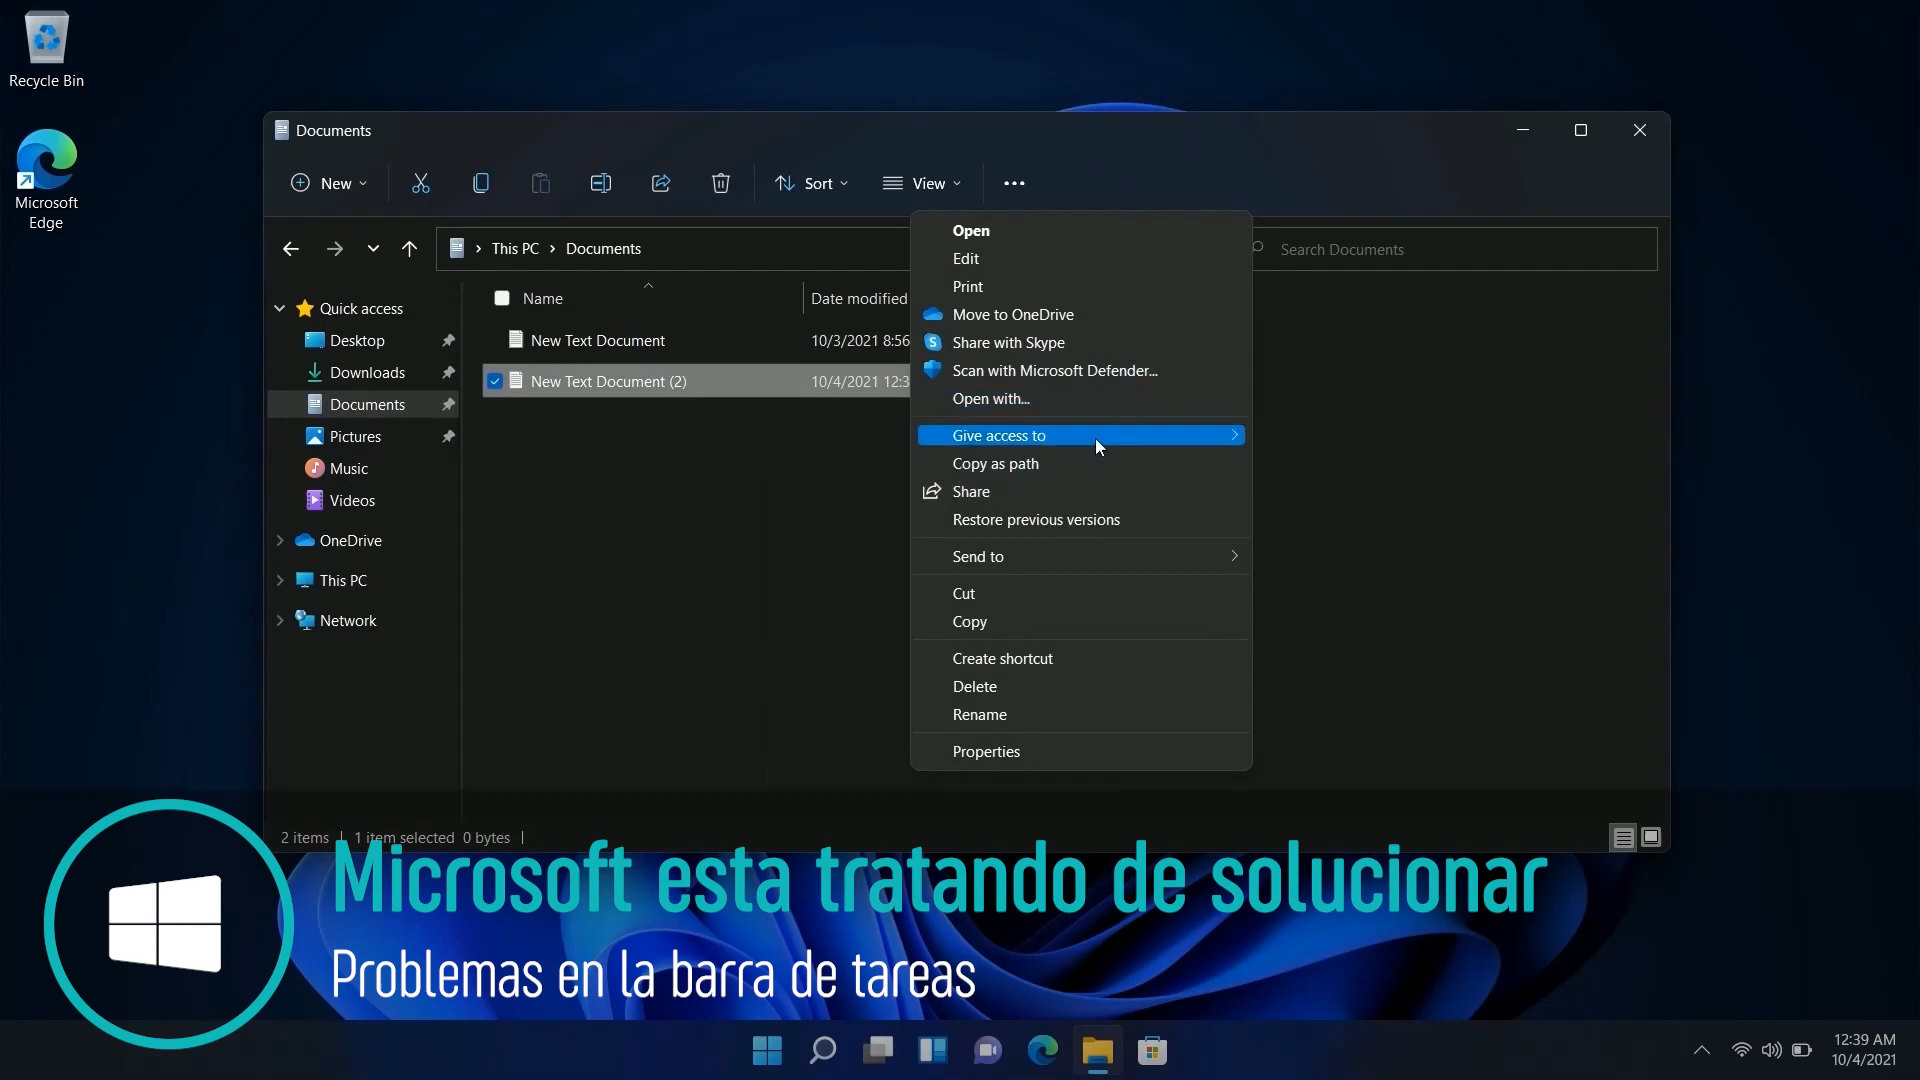 Recycle Bin
Microsoft
Edge
Documents
New
Sort
View
This PC
Documents
Search Documents
Quick access
Desktop
Downloads
Documents
Pictures
Music
Videos
OneDrive
This PC
Network
Name
Date modified
New Text Document
10/3/2021 8:56
New Text Document (2)
10/4/2021 12:3
Open
Edit
Print
Move to OneDrive
Share with Skype
Scan with Microsoft Defender...
Open with...
Give access to
Copy as path
Share
Restore previous versions
Send to
Cut
Copy
Create shortcut
Delete
Rename
Properties
2 items
1 item selected 0 bytes
Microsoft esta tratando de solucionar
Problemas en la barra de tareas
12:39 AM
10/4/2021